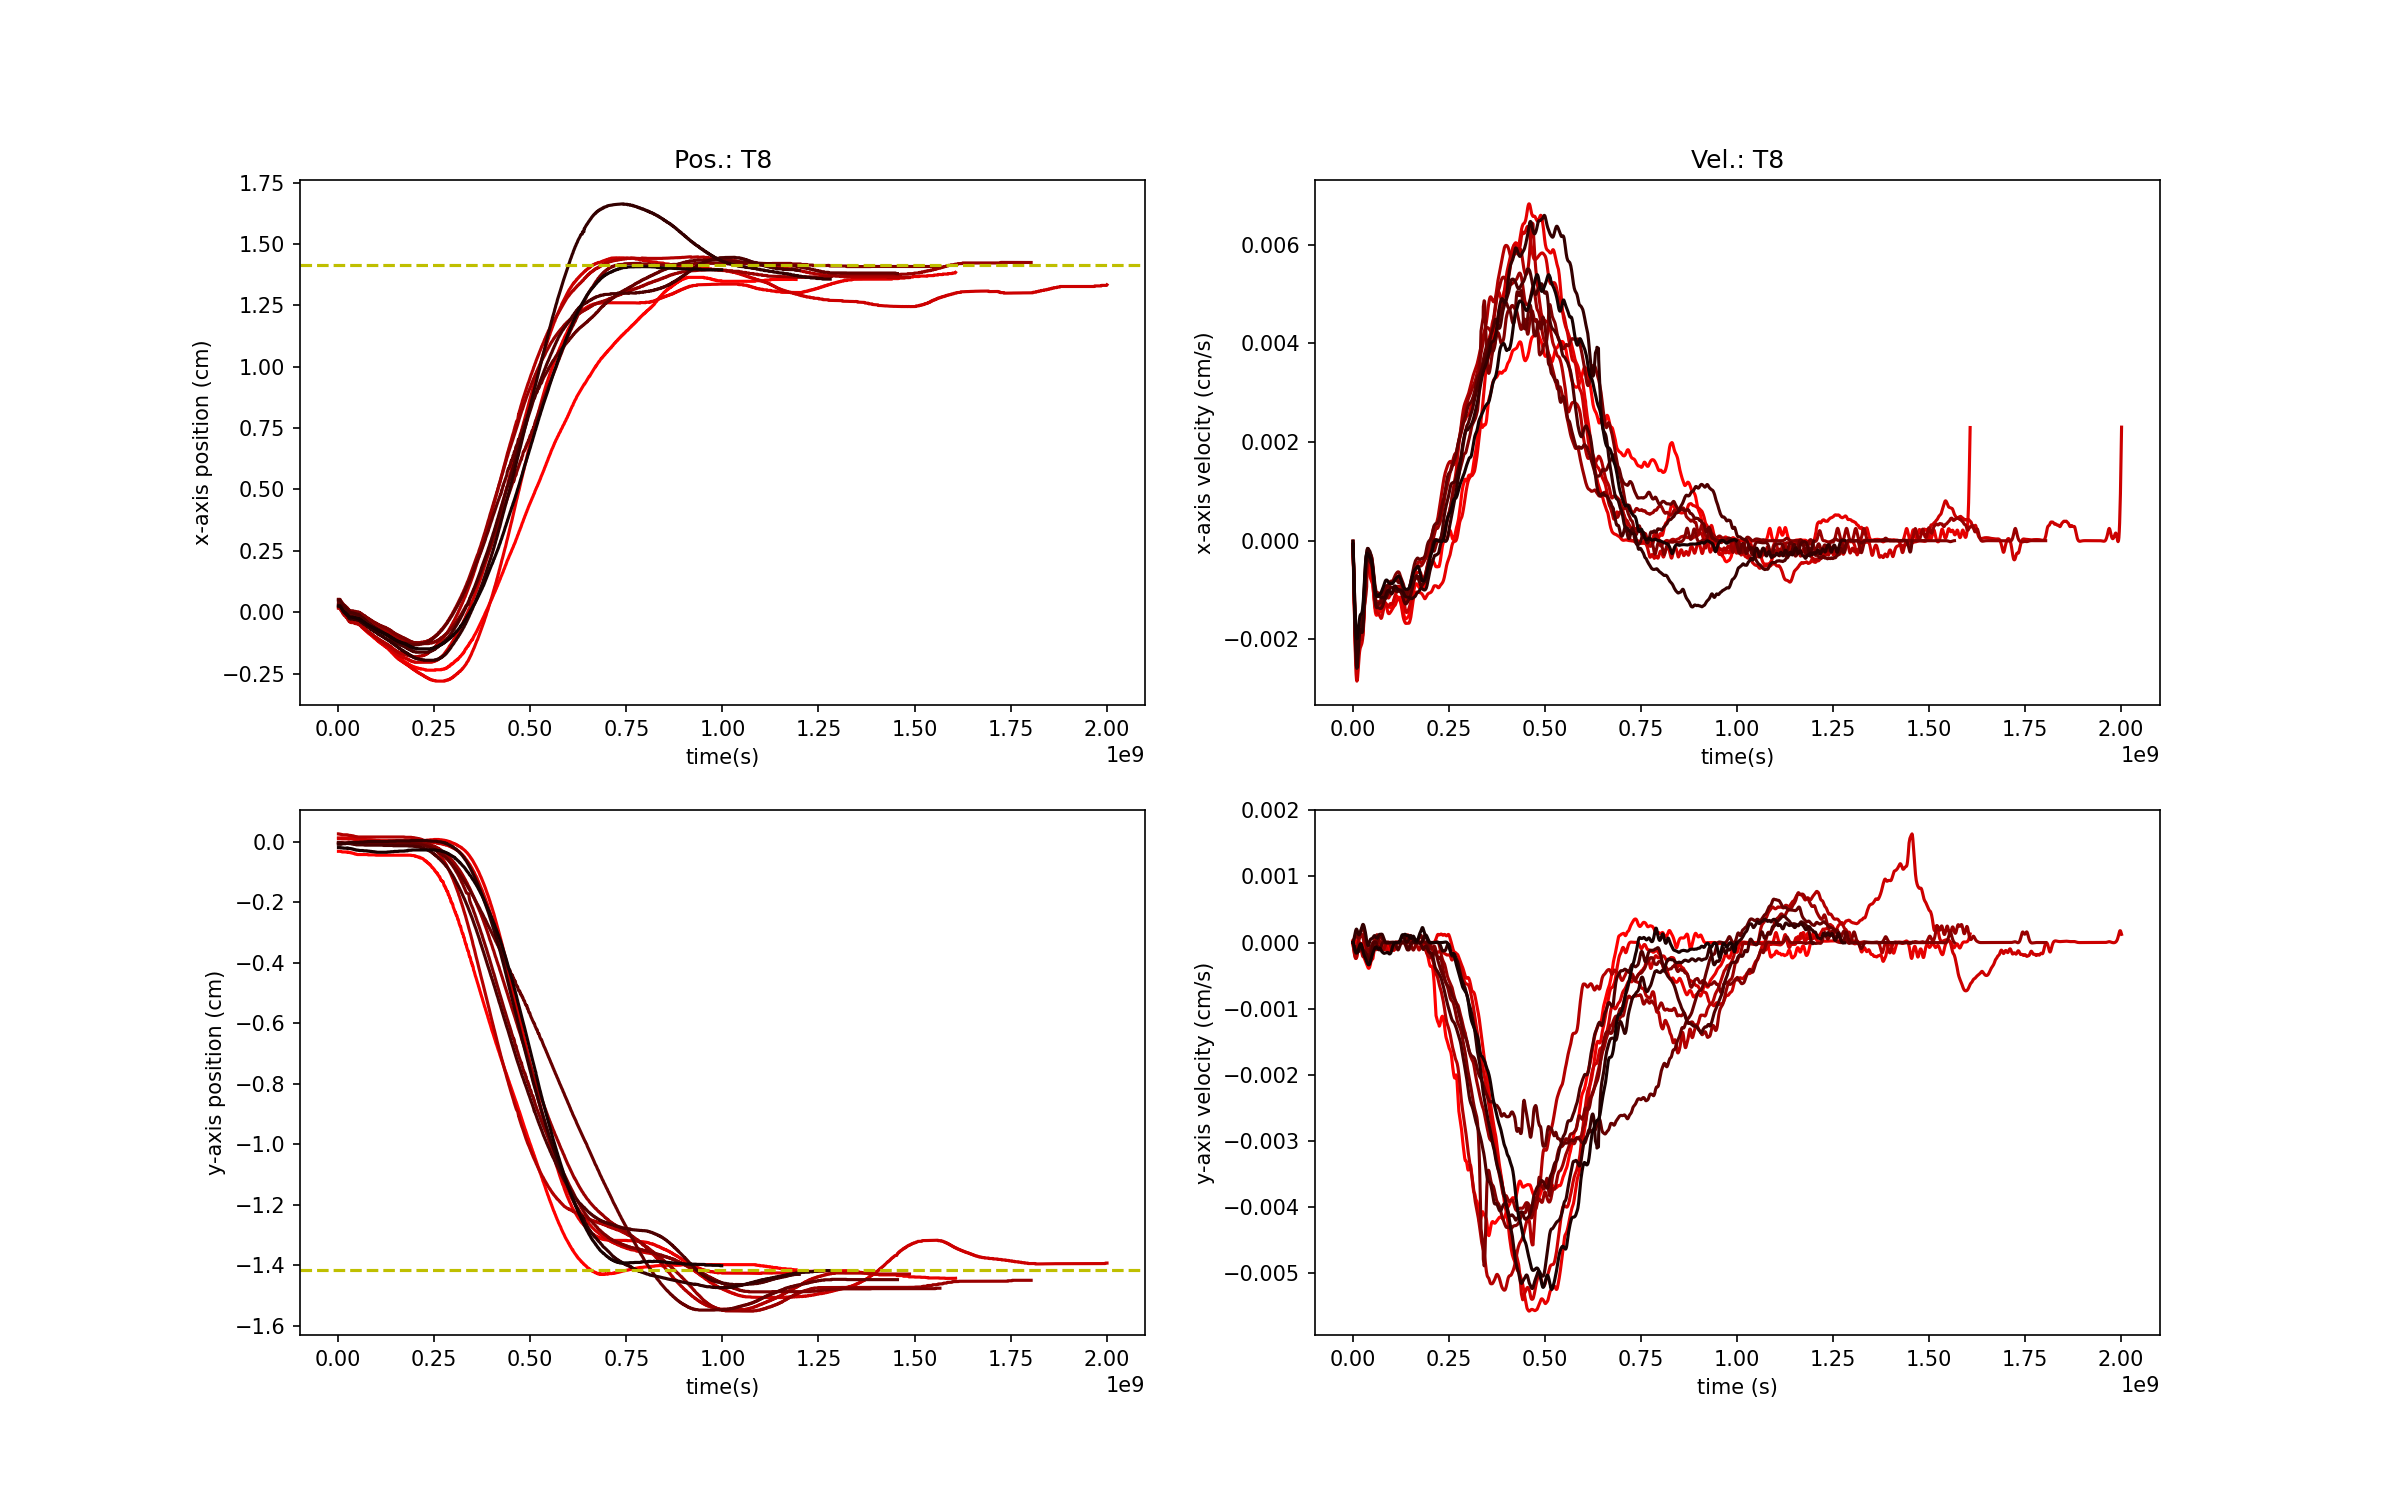 Pos.: T8
1.75
1.50
1.25
1.00
0.75
0.50
0.25
0.00
−0.25
x-axis position (cm)
0.00 0.25 0.50 0.75 1.00 1.25 1.50 1.75 2.00
time(s)
1e9
Vel.: T8
0.006
0.004
0.002
0.000
−0.002
x-axis velocity (cm/s)
0.00 0.25 0.50 0.75 1.00 1.25 1.50 1.75 2.00
time(s)
1e9
0.0
−0.2
−0.4
−0.6
−0.8
−1.0
−1.2
−1.4
−1.6
y-axis position (cm)
0.00 0.25 0.50 0.75 1.00 1.25 1.50 1.75 2.00
time(s)
1e9
0.002
0.001
0.000
−0.001
−0.002
−0.003
−0.004
−0.005
y-axis velocity (cm/s)
0.00 0.25 0.50 0.75 1.00 1.25 1.50 1.75 2.00
time (s)
1e9